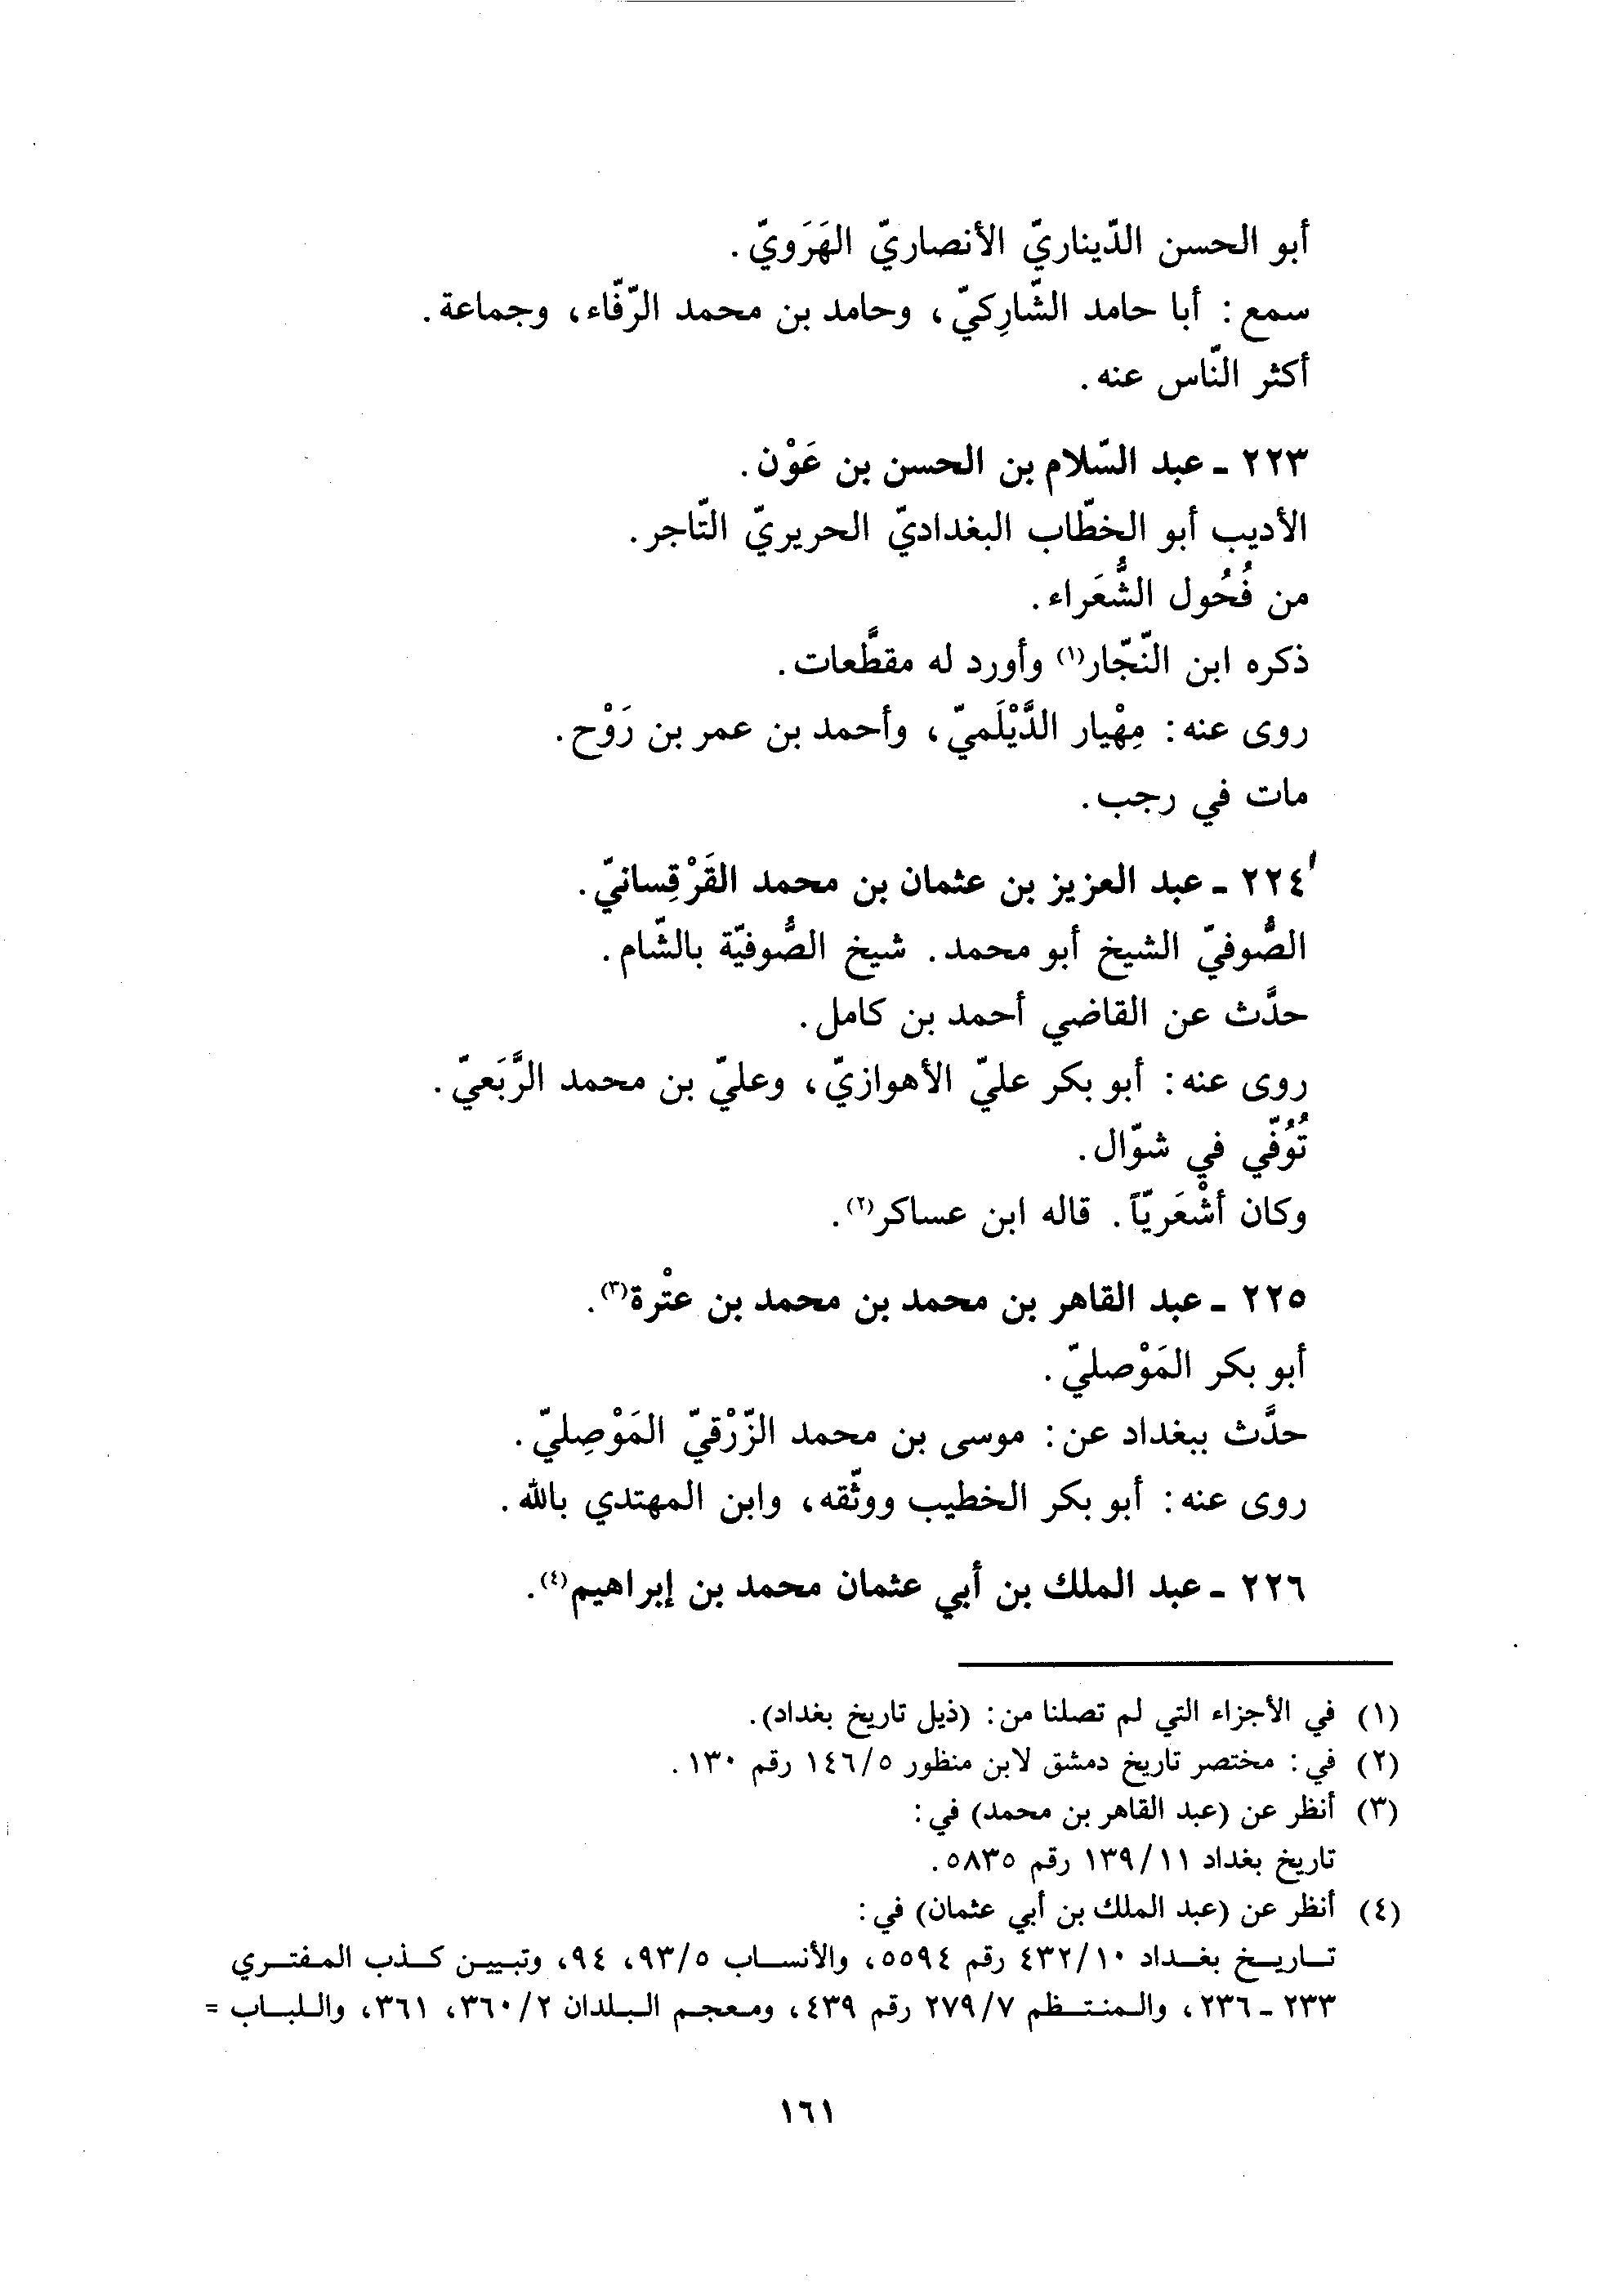 أبو الحسن الدّيناريّ الأنصاريّ الهَرَويّ.
سمع: أبا حامد الشّارِكيّ، وحامد بن محمد الرّفّاء، وجماعة.
أكثر النّاس عنه.
٢٢٣ ـ عبد السّلام بن الحسن بن عَوْن.
الأديب أبو الخطّاب البغداديّ الحريريّ التّاجر.
من فُحُول الشُّعَراء.
ذكره ابن النّجّار(١) وأورد له مقطَّعات.
روى عنه: مِهْيار الدَّيْلَميّ، وأحمد بن عمر بن رَوْح.
مات في رجب.
٢٢٤ ـ عبد العزيز بن عثمان بن محمد القَرْقِسانيّ.
الصُّوفيّ الشيخ أبو محمد. شيخ الصُّوفيّة بالشّام.
حدَّث عن القاضي أحمد بن كامل.
روى عنه: أبو بكر عليّ الأهوازيّ، وعليّ بن محمد الرَّبَعيّ.
تُوُفّي في شوّال.
وكان أشْعَريّاً. قاله ابن عساكر(٢).
٢٢٥ ـ عبد القاهر بن محمد بن محمد بن عتْرة(٣).
أبو بكر المَوْصليّ.
حدَّث ببغداد عن: موسى بن محمد الزّرْقيّ المَوْصِليّ.
روى عنه: أبو بكر الخطيب ووثّقه، وابن المهتدي بالله.
٢٢٦ ـ عبد الملك بن أبي عثمان محمد بن إبراهيم(٤).
(١) في الأجزاء التي لم تصلنا من: (ذيل تاريخ بغداد).
(٢) في: مختصر تاريخ دمشق لابن منظور ١٤٦/٥ رقم ١٣٠.
(٣) أنظر عن (عبد القاهر بن محمد) في:
تاريخ بغداد ١٣٩/١١ رقم ٥٨٣٥.
(٤) أنظر عن (عبد الملك بن أبي عثمان) في:
تاريخ بغداد ٤٣٢/١٠ رقم ٥٥٩٤، والأنساب ٩٣/٥، ٩٤، وتبيين كذب المفتري
٢٣٣ ـ ٢٣٦، والمنتظم ٢٧٩/٧ رقم ٤٣٩، ومعجم البلدان ٣٦٠/٢، ٣٦١، واللباب =
١٦١